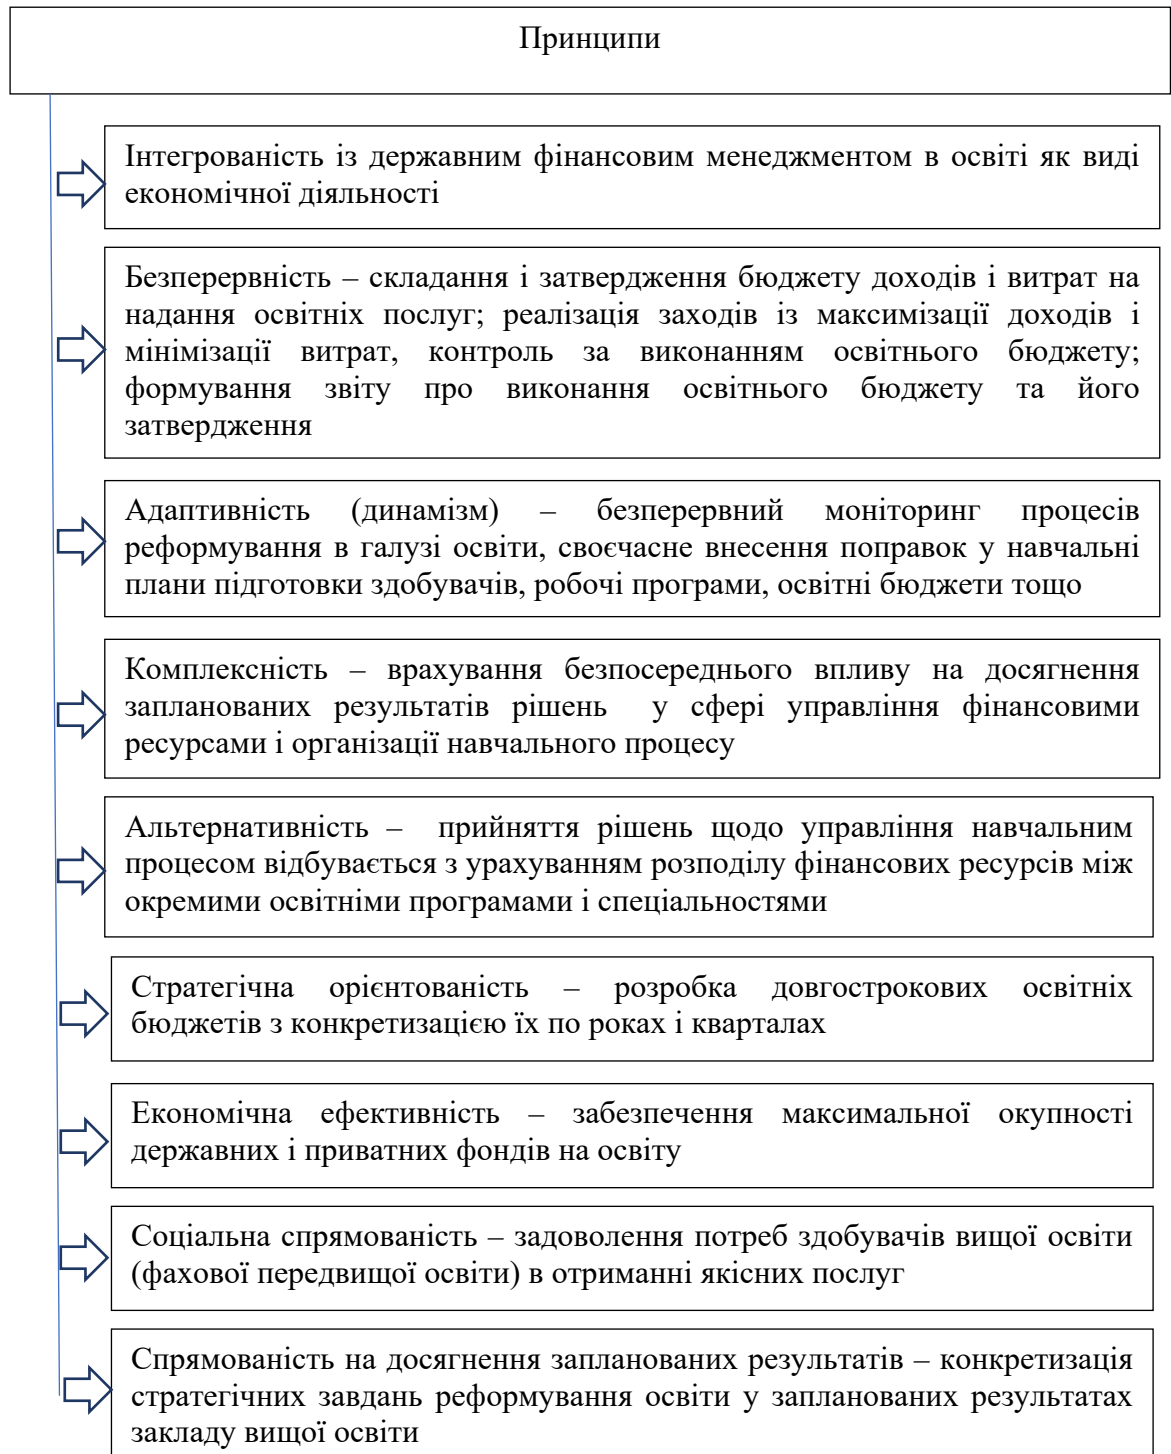 Принципи
Інтегрованість із державним фінансовим менеджментом в освіті як виді
економічної діяльності
Безперервність – складання і затвердження бюджету доходів і витрат на
надання освітніх послуг; реалізація заходів із максимізації доходів і
мінімізації витрат, контроль за виконанням освітнього бюджету;
формування звіту про виконання освітнього бюджету та його
затвердження
Адаптивність (динамізм) – безперервний моніторинг процесів
реформування в галузі освіти, своєчасне внесення поправок у навчальні
плани підготовки здобувачів, робочі програми, освітні бюджети тощо
Комплексність – врахування безпосереднього впливу на досягнення
запланованих результатів рішень у сфері управління фінансовими
ресурсами і організації навчального процесу
Альтернативність – прийняття рішень щодо управління навчальним
процесом відбувається з урахуванням розподілу фінансових ресурсів між
окремими освітніми програмами і спеціальностями
Стратегічна орієнтованість – розробка довгострокових освітніх
бюджетів з конкретизацією їх по роках і кварталах
Економічна ефективність – забезпечення максимальної окупності
державних і приватних фондів на освіту
Соціальна спрямованість – задоволення потреб здобувачів вищої освіти
(фахової передвищої освіти) в отриманні якісних послуг
Спрямованість на досягнення запланованих результатів – конкретизація
стратегічних завдань реформування освіти у запланованих результатах
закладу вищої освіти